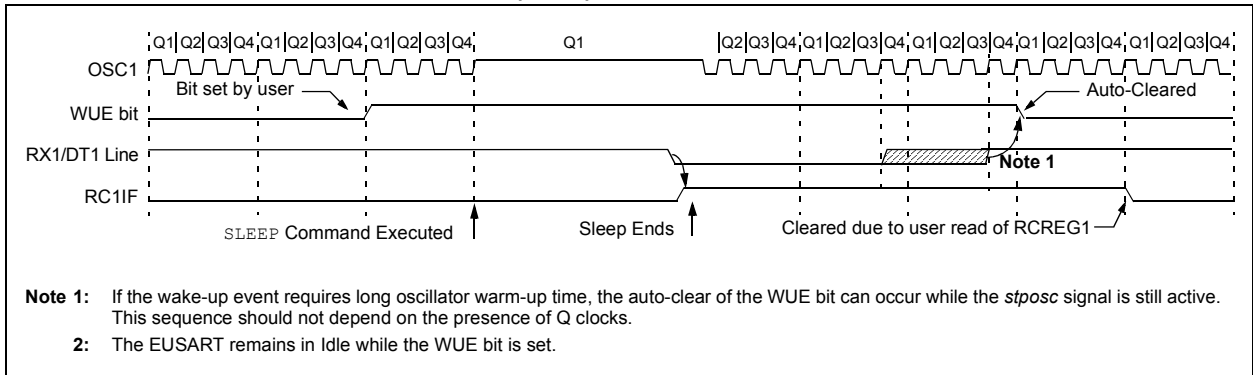 Q1 Q2 Q3 Q4 Q1 Q2 Q3 Q4 Q1 Q2 Q3 Q4 Q1 Q2 Q3 Q4 Q1 Q2 Q3 Q4 Q1 Q2 Q3 Q4 Q1 Q2 Q3 Q4
OSC1
Bit set by user
Auto-Cleared
WUE bit
RX1/DT1 Line
Note 1
RC1IF
SLEEP Command Executed
Sleep Ends
Cleared due to user read of RCREG1
Note 1: If the wake-up event requires long oscillator warm-up time, the auto-clear of the WUE bit can occur while the stposc signal is still active.
This sequence should not depend on the presence of Q clocks.
2: The EUSART remains in Idle while the WUE bit is set.